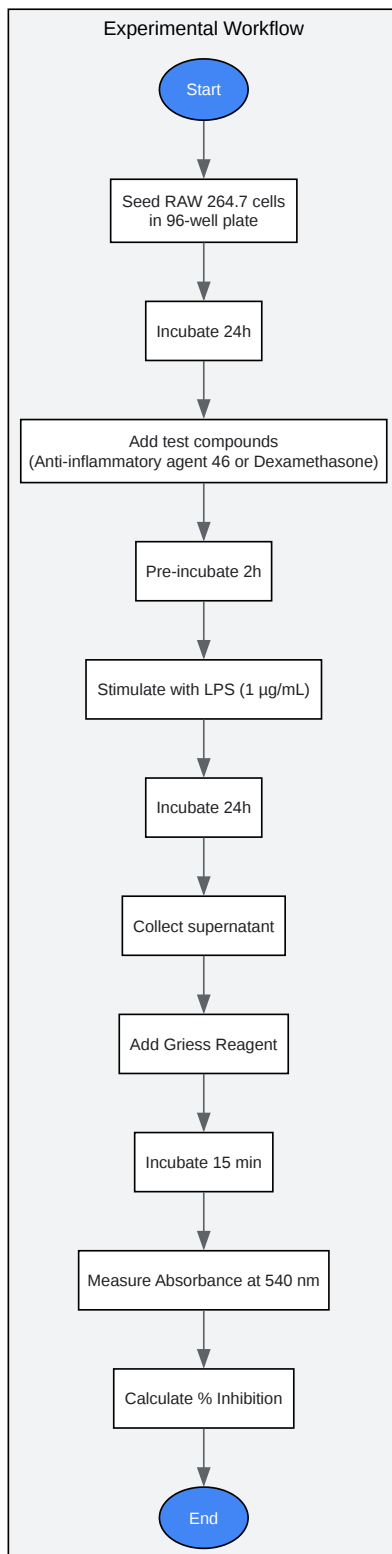 Experimental Workflow
Start
Seed RAW 264.7 cells
in 96-well plate
Incubate 24h
Add test compounds
(Anti-inflammatory agent 46 or Dexamethasone)
Pre-incubate 2h
Stimulate with LPS (1 µg/mL)
Incubate 24h
Collect supernatant
Add Griess Reagent
Incubate 15 min
Measure Absorbance at 540 nm
Calculate % Inhibition
End